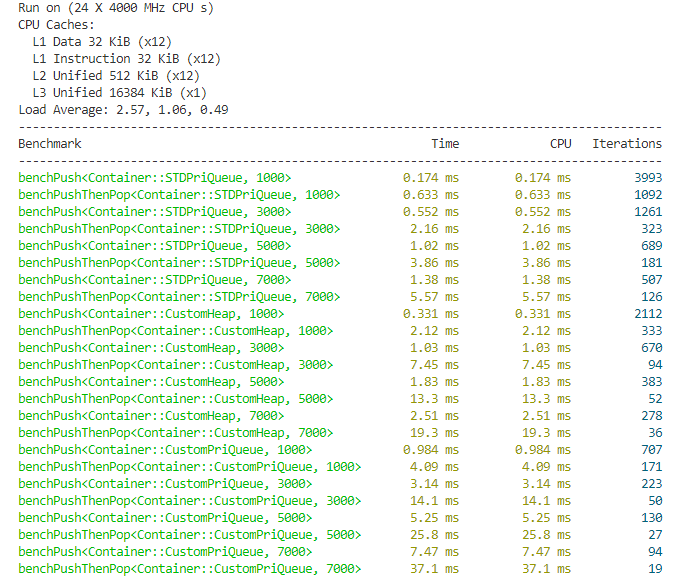 Run on (24 X 4000 MHz CPU s)
CPU Caches:
  L1 Data 32 KiB (x12)
  L1 Instruction 32 KiB (x12)
  L2 Unified 512 KiB (x12)
  L3 Unified 16384 KiB (x1)
Load Average: 2.57, 1.06, 0.49
-----------------------------------------------------------------------------------------
Benchmark                                               Time             CPU   Iterations
-----------------------------------------------------------------------------------------
benchPush<Container::STDPriQueue, 1000>             0.174 ms        0.174 ms         3993
benchPushThenPop<Container::STDPriQueue, 1000>      0.633 ms        0.633 ms         1092
benchPush<Container::STDPriQueue, 3000>             0.552 ms        0.552 ms         1261
benchPushThenPop<Container::STDPriQueue, 3000>       2.16 ms         2.16 ms          323
benchPush<Container::STDPriQueue, 5000>              1.02 ms         1.02 ms          689
benchPushThenPop<Container::STDPriQueue, 5000>       3.86 ms         3.86 ms          181
benchPush<Container::STDPriQueue, 7000>              1.38 ms         1.38 ms          507
benchPushThenPop<Container::STDPriQueue, 7000>       5.57 ms         5.57 ms          126
benchPush<Container::CustomHeap, 1000>              0.331 ms        0.331 ms         2112
benchPushThenPop<Container::CustomHeap, 1000>        2.12 ms         2.12 ms          333
benchPush<Container::CustomHeap, 3000>               1.03 ms         1.03 ms          670
benchPushThenPop<Container::CustomHeap, 3000>        7.45 ms         7.45 ms           94
benchPush<Container::CustomHeap, 5000>               1.83 ms         1.83 ms          383
benchPushThenPop<Container::CustomHeap, 5000>        13.3 ms         13.3 ms           52
benchPush<Container::CustomHeap, 7000>               2.51 ms         2.51 ms          278
benchPushThenPop<Container::CustomHeap, 7000>        19.3 ms         19.3 ms           36
benchPush<Container::CustomPriQueue, 1000>          0.984 ms        0.984 ms          707
benchPushThenPop<Container::CustomPriQueue, 1000>    4.09 ms         4.09 ms          171
benchPush<Container::CustomPriQueue, 3000>           3.14 ms         3.14 ms          223
benchPushThenPop<Container::CustomPriQueue, 3000>    14.1 ms         14.1 ms           50
benchPush<Container::CustomPriQueue, 5000>           5.25 ms         5.25 ms          130
benchPushThenPop<Container::CustomPriQueue, 5000>    25.8 ms         25.8 ms           27
benchPush<Container::CustomPriQueue, 7000>           7.47 ms         7.47 ms           94
benchPushThenPop<Container::CustomPriQueue, 7000>    37.1 ms         37.1 ms           19